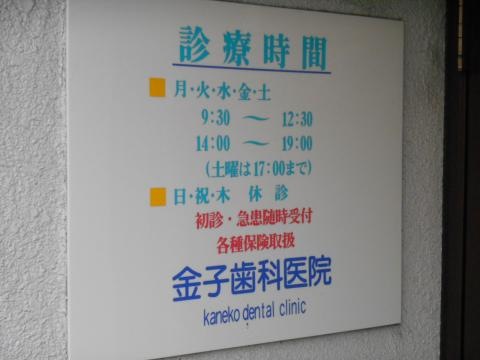 診療時間
月・火・水・金・土
9:30 〜 12:30
14:00 〜 19:00
(土曜は17:00まで)
日・祝・木 休診
初診・急患随時受付
各種保険取扱
金子歯科医院
kaneko dental clinic